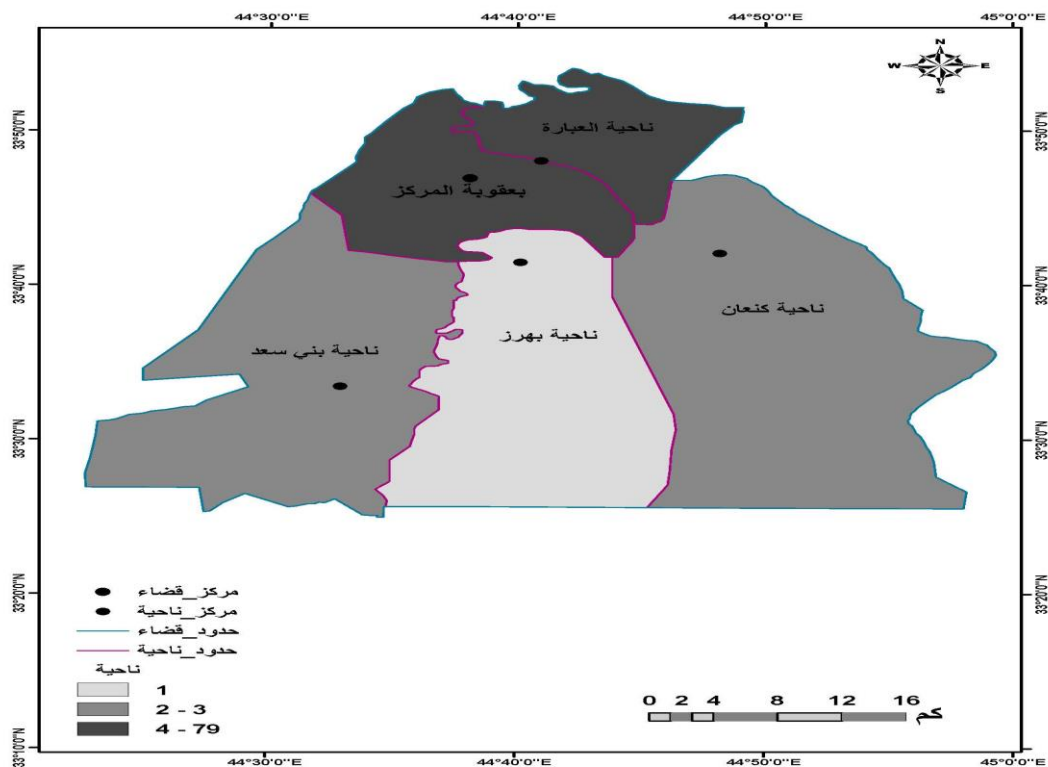 44°30'0"E 44°40'0"E 44°50'0"E 45°0'0"E
N
W E
S
33°50'0"N 33°50'0"N
ناحية العبارة
بعقوبة المركز
33°40'0"N 33°40'0"N
ناحية كنعان
ناحية بهرز
ناحية بني سعد
33°30'0"N 33°30'0"N
مركز_قضاء
33°20'0"N 33°20'0"N
مركز_ناحية
حدود_قضاء
حدود_ناحية
ناحية
1
2 - 3
4 - 79
0 2 4 8 12 16
كم
33°10'0"N
44°30'0"E 44°40'0"E 44°50'0"E 45°0'0"E